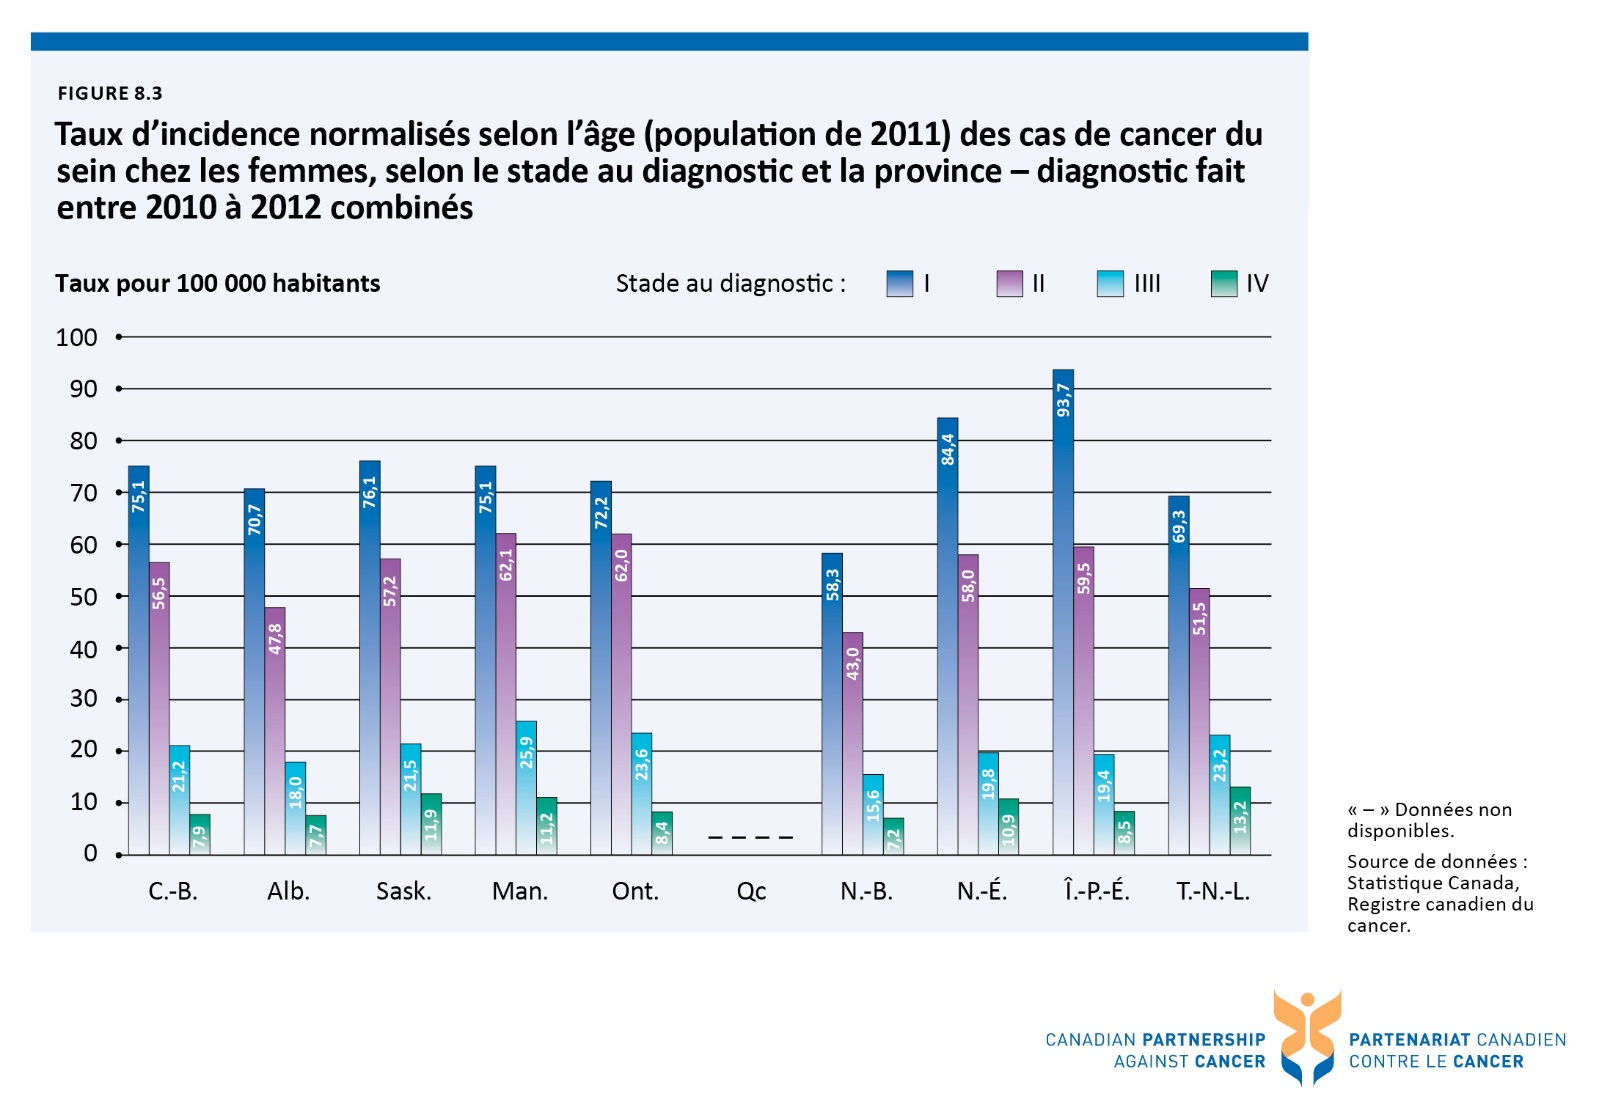 FIGURE 8.3
Taux d’incidence normalisés selon l’âge (population de 2011) des cas de cancer du
sein chez les femmes, selon le stade au diagnostic et la province – diagnostic fait
entre 2010 à 2012 combinés
Taux pour 100 000 habitants
Stade au diagnostic : I II IIII IV
100
90
80
70
60
50
40
30
20
10
0
75,1 56,5 21,2 7,9
70,7 47,8 18,0 7,7
76,1 57,2 21,5 11,9
75,1 62,1 25,9 11,2
72,2 62,0 23,6 8,4
– – – –
58,3 43,0 15,6 7,2
84,4 58,0 19,8 10,9
93,7 59,5 19,4 8,5
69,3 51,5 23,2 13,2
C.-B. Alb. Sask. Man. Ont. Qc N.-B. N.-É. Î.-P.-É. T.-N.-L.
« – » Données non
disponibles.
Source de données :
Statistique Canada,
Registre canadien du
cancer.
CANADIAN PARTNERSHIP
AGAINST CANCER
PARTENARIAT CANADIEN
CONTRE LE CANCER